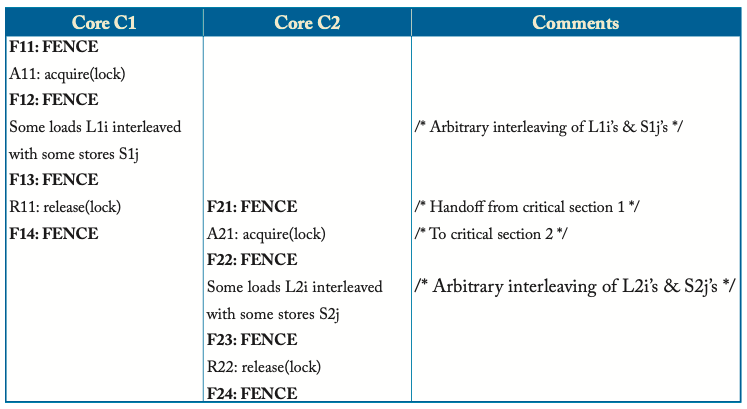 Core C1 Core C2 Comments
F11: FENCE
A11: acquire(lock)
F12: FENCE
Some loads L1i interleaved /* Arbitrary interleaving of L1i's & S1j's */
with some stores S1j
F13: FENCE
R11: release(lock) F21: FENCE /* Handoff from critical section 1 */
F14: FENCE A21: acquire(lock) /* To critical section 2 */
F22: FENCE
Some loads L2i interleaved /* Arbitrary interleaving of L2i's & S2j's */
with some stores S2j
F23: FENCE
R22: release(lock)
F24: FENCE